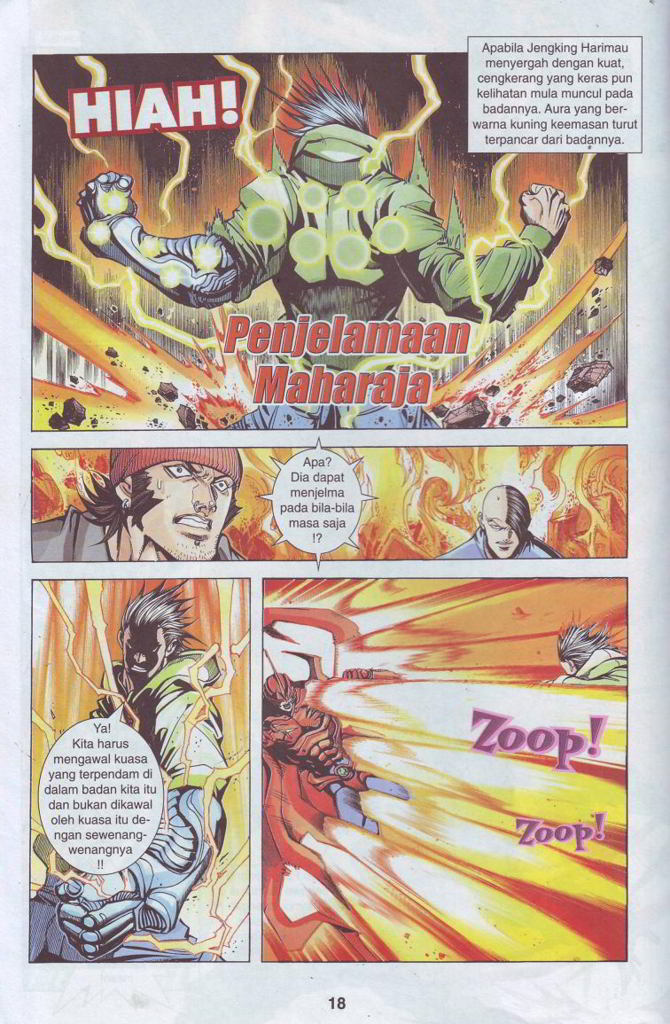 Apabila Jengking Harimau
menyergah dengan kuat,
cengkerang yang keras pun
kelihatan mula muncul pada
badannya. Aura yang ber-
warna kuning keemasan turut
terpancar dari badannya.
HIAH!
Penjelamaan
Maharaja
Apa?
Dia dapat
menjelma
pada bila-bila
masa saja
!?
Ya!
Kita harus
mengawal kuasa
yang terpendam di
dalam badan kita itu
dan bukan dikawal
oleh kuasa itu de-
ngan sewenang-
wenangnya
!!
Zoop!
Zoop!
18